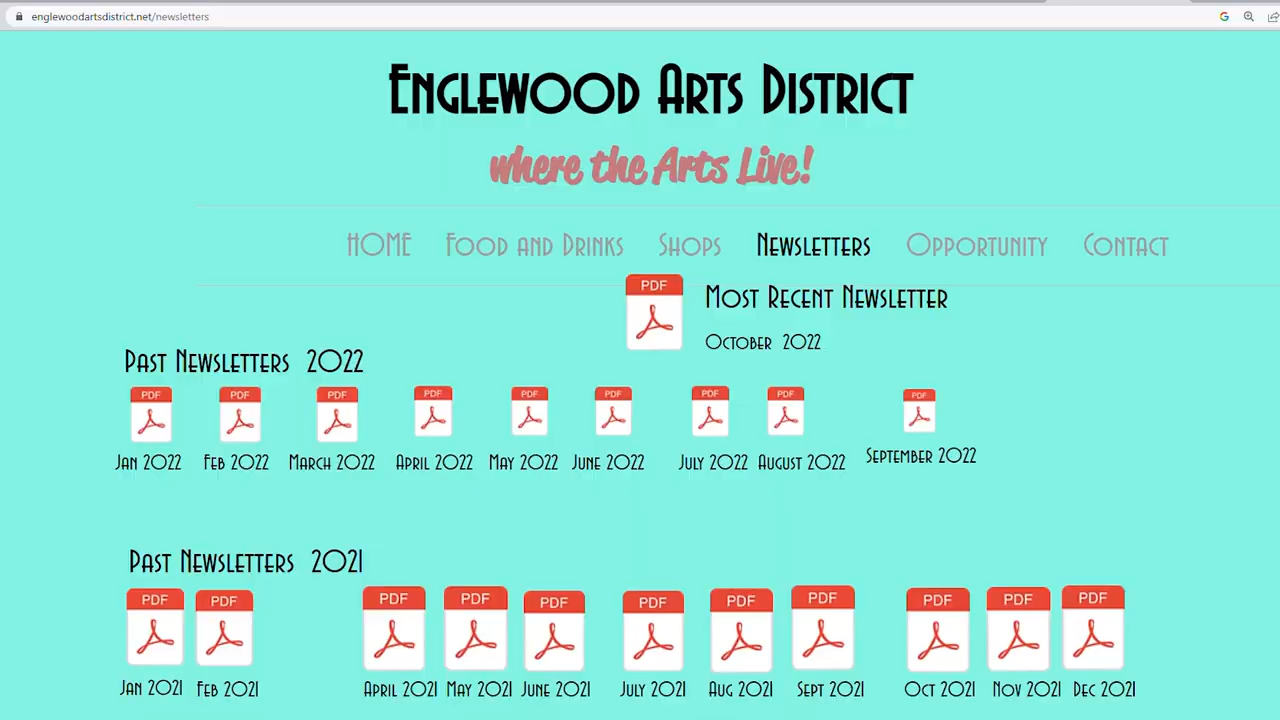 englewoodartsdistrict.net/newsletters
Englewood Arts District
where the Arts Live!
HOME Food and Drinks Shops Newsletters Opportunity Contact
PDF Most Recent Newsletter
October 2022
Past Newsletters 2022
PDF PDF PDF PDF PDF PDF PDF PDF PDF
Jan 2022 Feb 2022 March 2022 April 2022 May 2022 June 2022 July 2022 August 2022 September 2022
Past Newsletters 2021
PDF PDF PDF PDF PDF PDF PDF PDF PDF PDF PDF
Jan 2021 Feb 2021 April 2021 May 2021 June 2021 July 2021 Aug 2021 Sept 2021 Oct 2021 Nov 2021 Dec 2021